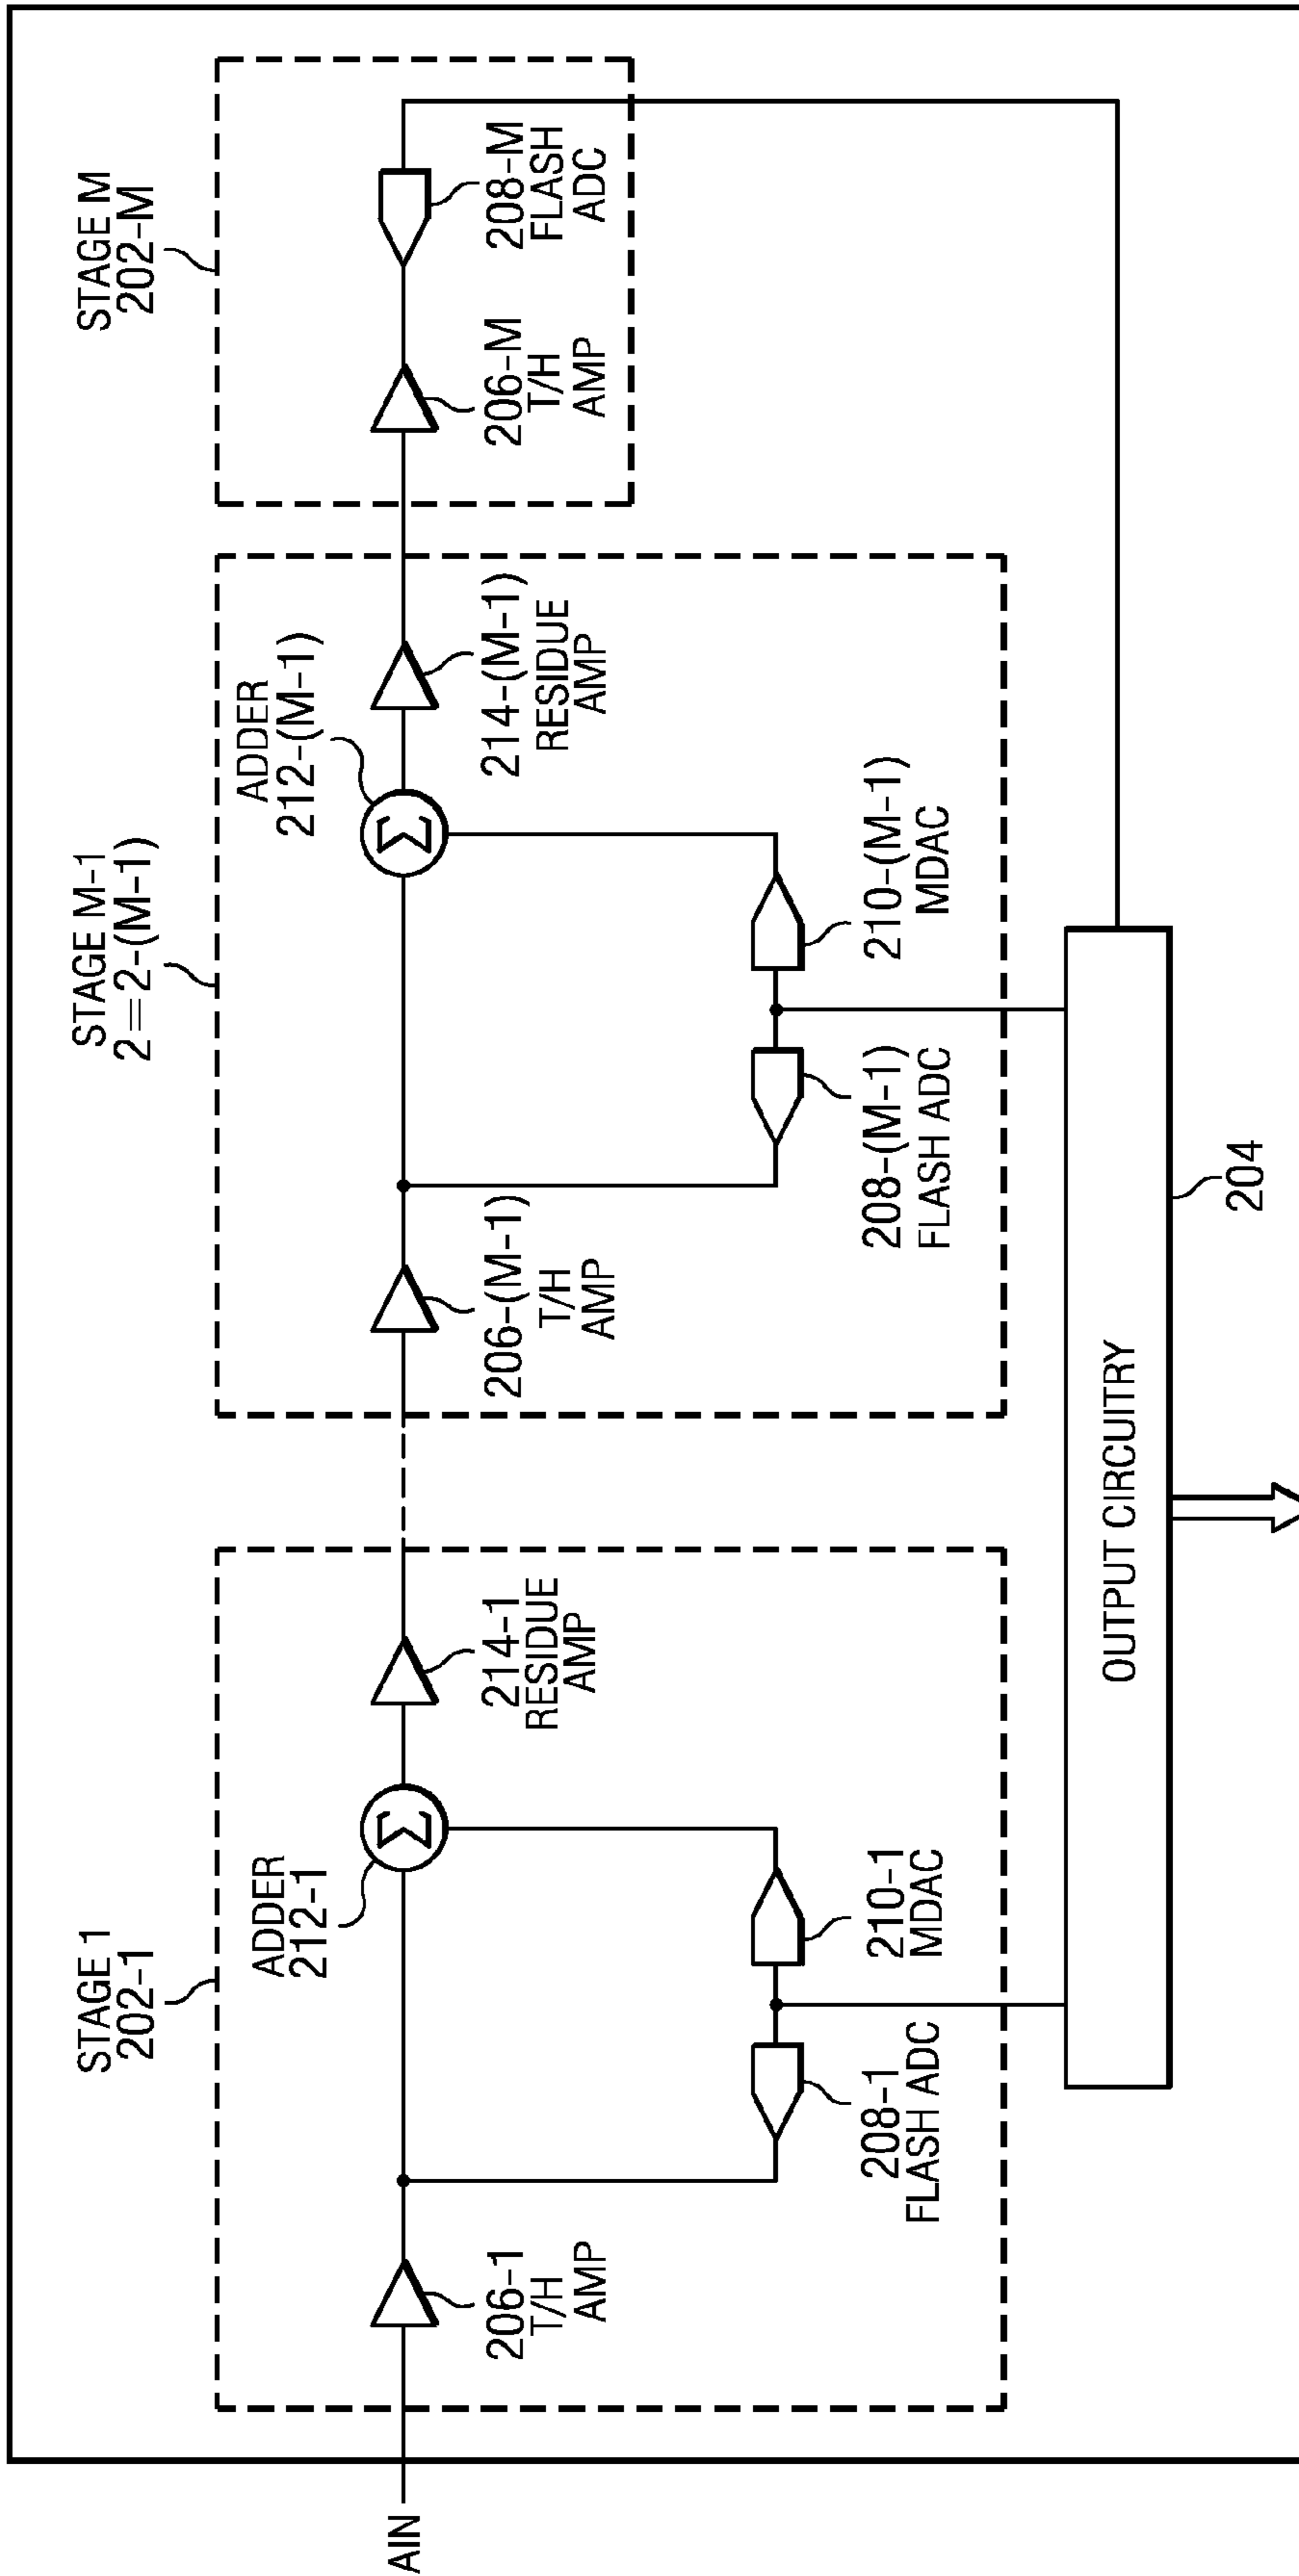 AIN
STAGE 1
202-1
206-1
T/H
AMP
ADDER
212-1
214-1
RESIDUE
AMP
208-1
FLASH ADC
210-1
MDAC
STAGE M-1
2=2-(M-1)
206-(M-1)
T/H
AMP
ADDER
212-(M-1)
214-(M-1)
RESIDUE
AMP
208-(M-1)
FLASH ADC
210-(M-1)
MDAC
STAGE M
202-M
206-M
T/H
AMP
208-M
FLASH
ADC
OUTPUT CIRCUITRY
204
Σ
Σ